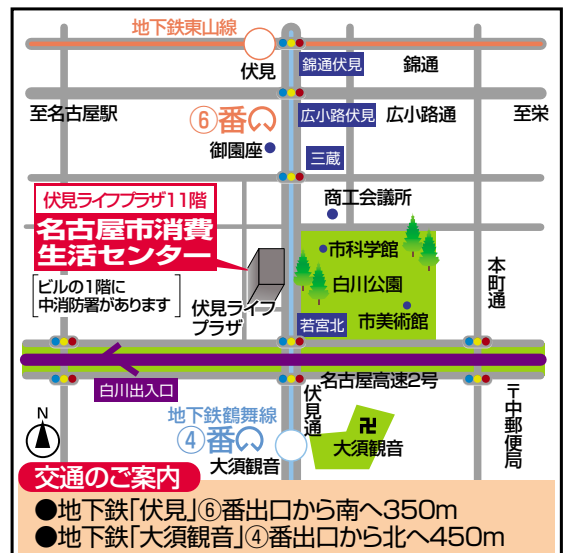 地下鉄東山線
伏見
錦通伏見
錦通
至名古屋駅
⑥番
広小路伏見
広小路通
至栄
御園座
三蔵
伏見ライフプラザ11階
名古屋市消費
生活センター
ビルの1階に
中消防署があります
商工会議所
市科学館
白川公園
市美術館
本町通
伏見ライフ
プラザ
若宮北
白川出入口
名古屋高速2号
伏見通
地下鉄鶴舞線
④番
大須観音
卍
大須観音
〒中郵便局
N
交通のご案内
●地下鉄「伏見」⑥番出口から南へ350m
●地下鉄「大須観音」④番出口から北へ450m